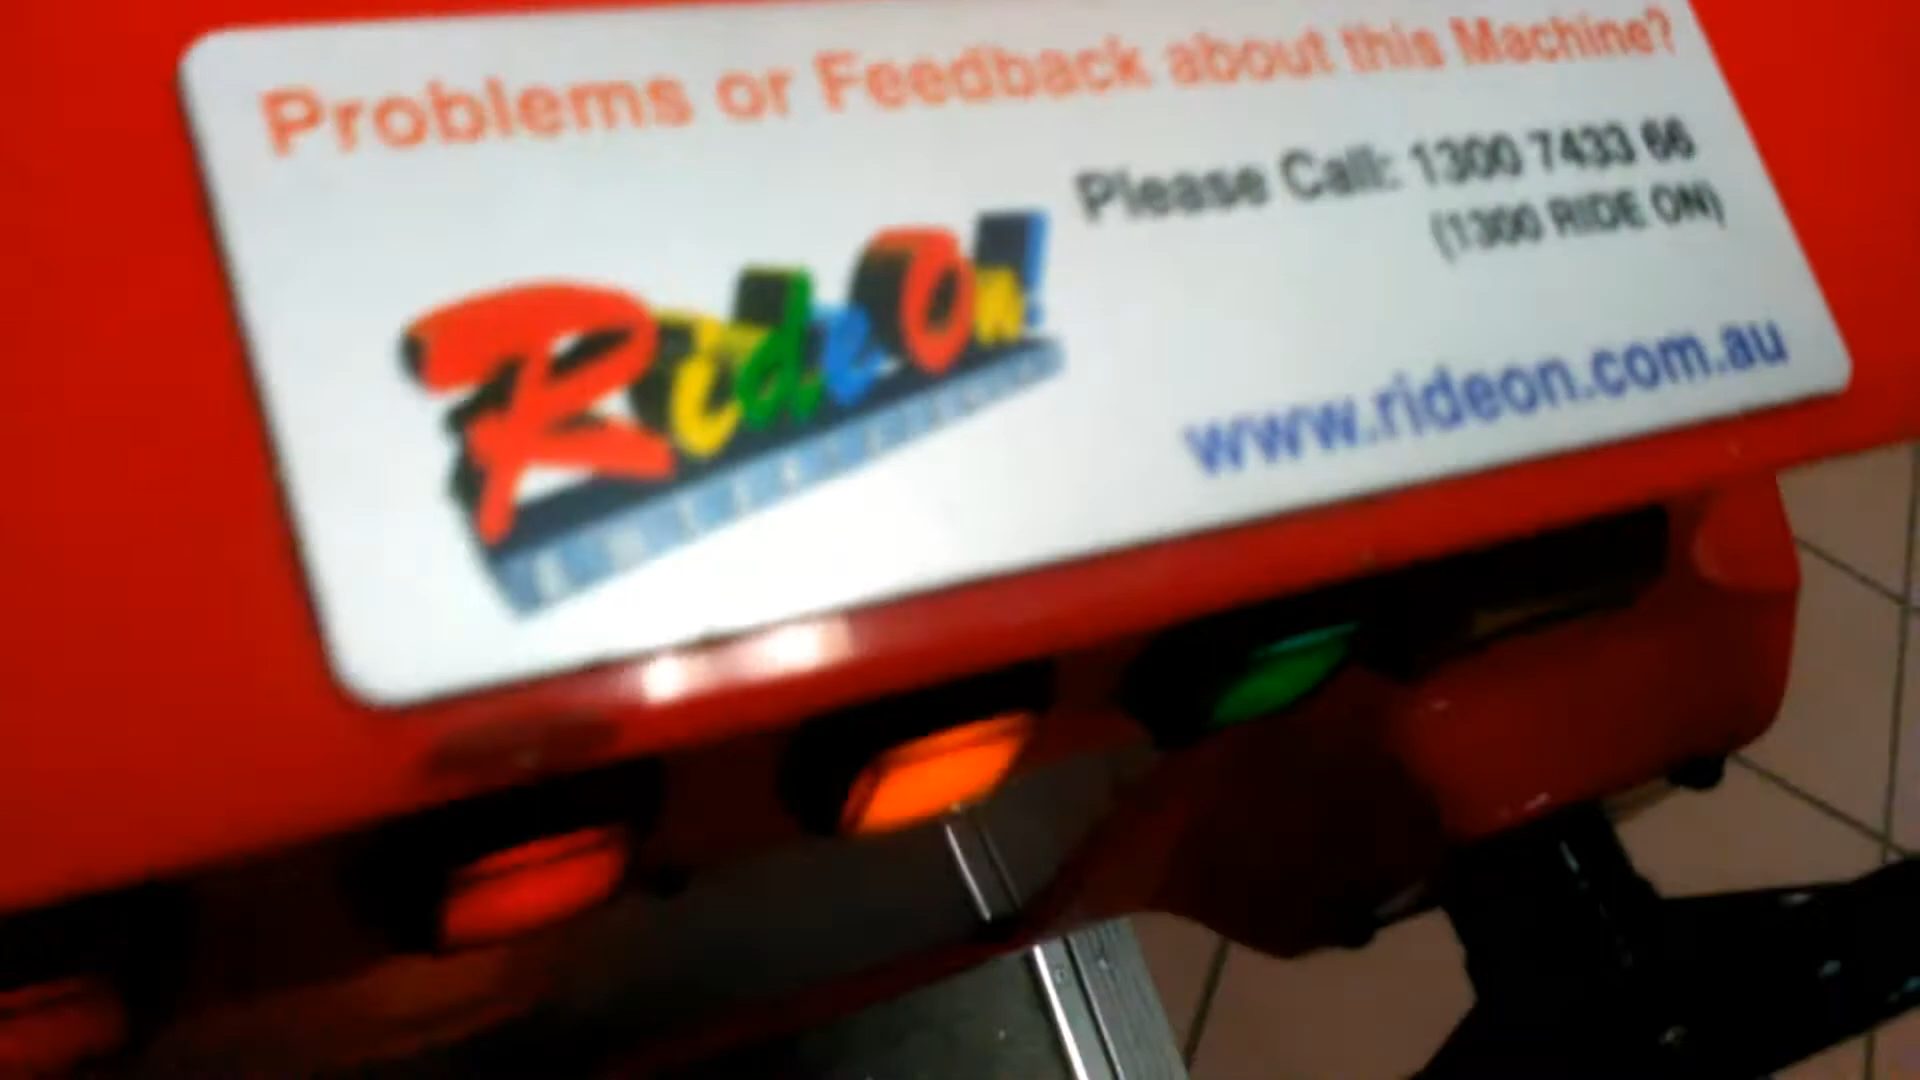 Problems or Feedback about this Machine?
Please Call: 1300 7433 66
(1300 RIDE ON)
Ride On!
www.rideon.com.au